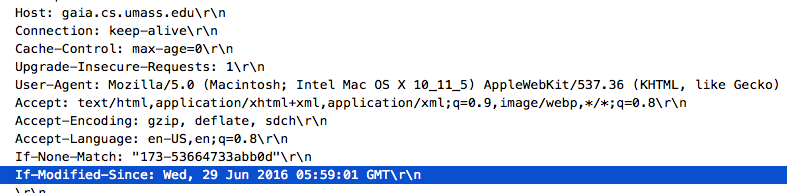 Host: gaia.cs.umass.edu\r\n
Connection: keep-alive\r\n
Cache-Control: max-age=0\r\n
Upgrade-Insecure-Requests: 1\r\n
User-Agent: Mozilla/5.0 (Macintosh; Intel Mac OS X 10_11_5) AppleWebKit/537.36 (KHTML, like Gecko)
Accept: text/html,application/xhtml+xml,application/xml;q=0.9,image/webp,*/*;q=0.8\r\n
Accept-Encoding: gzip, deflate, sdch\r\n
Accept-Language: en-US,en;q=0.8\r\n
If-None-Match: "173-53664733abb0d"\r\n
If-Modified-Since: Wed, 29 Jun 2016 05:59:01 GMT\r\n
\r\n